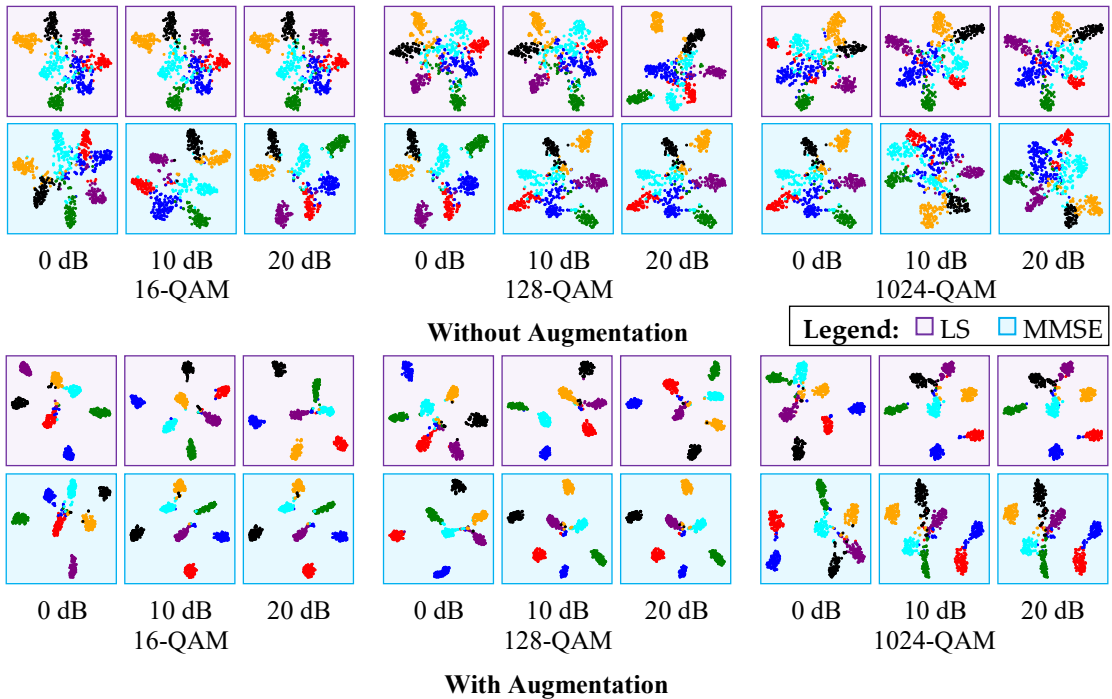 0 dB 10 dB 20 dB 0 dB 10 dB 20 dB 0 dB 10 dB 20 dB
16-QAM 128-QAM 1024-QAM
Without Augmentation
Legend: LS MMSE
0 dB 10 dB 20 dB 0 dB 10 dB 20 dB 0 dB 10 dB 20 dB
16-QAM 128-QAM 1024-QAM
With Augmentation